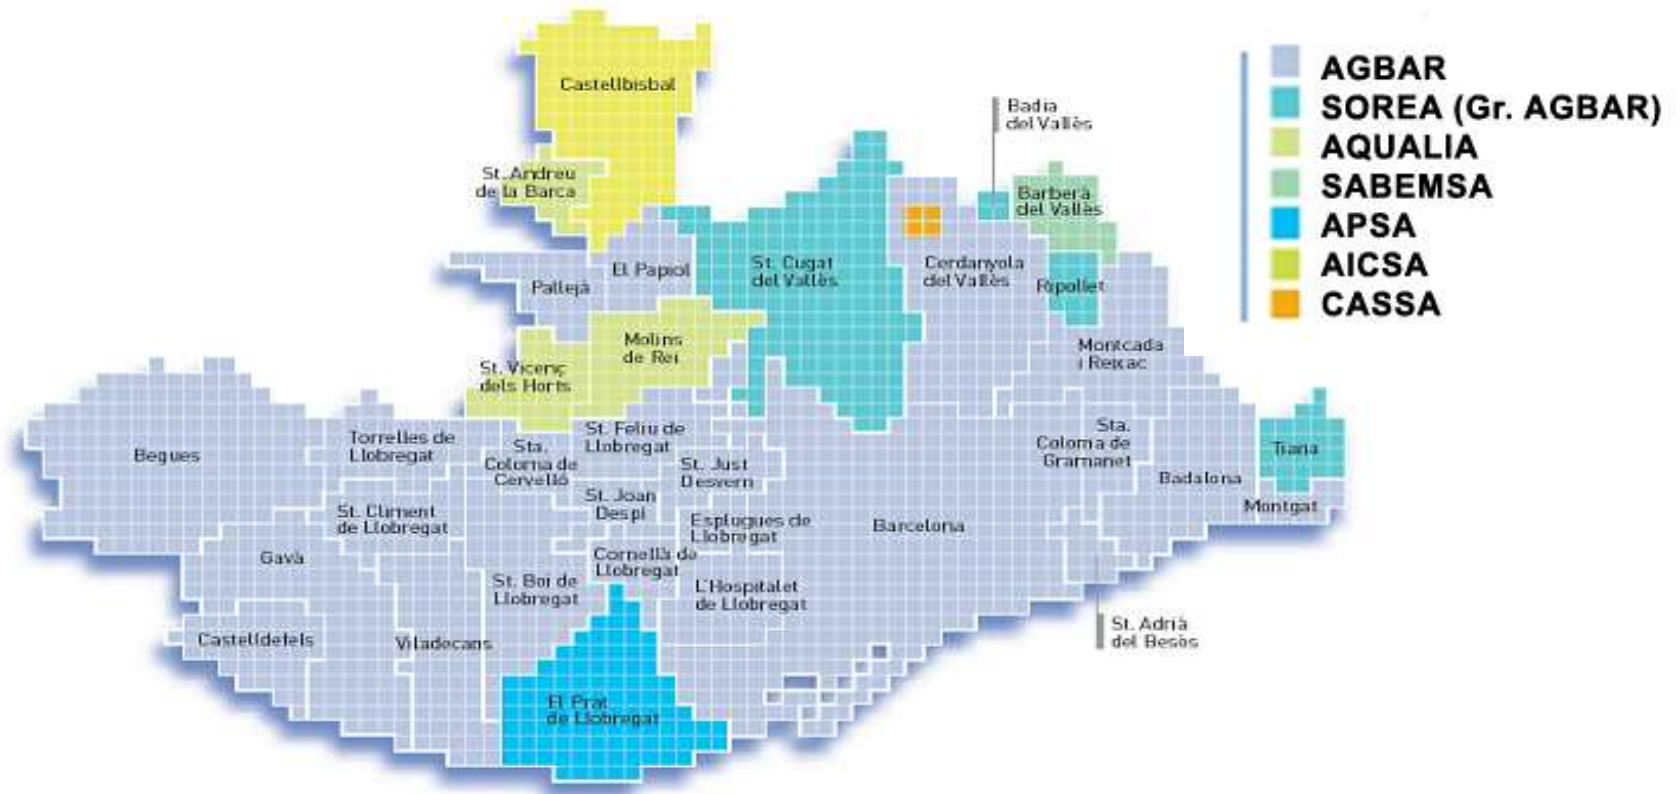 Castellbisbal
St. Andreu
de la Barca
Badia
del Vallès
Barberà
del Vallès
El Papiol
Pallejà
St. Cugat
del Vallès
Cerdanyola
del Vallès
Ripollet
Molins
de Rei
Montcada
i Reixac
St. Vicenç
dels Horts
Begues
Torrelles de
Llobregat
Sta.
Coloma de
Cervelló
St. Feliu de
Llobregat
St. Just
Desvern
Sta.
Coloma de
Gramanet
Tiana
Badalona
Montgat
St. Climent
de Llobregat
St. Joan
Despí
Esplugues de
Llobregat
Barcelona
Gavà
Cornellà de
Llobregat
St. Boi de
Llobregat
L'Hospitalet
de Llobregat
Castelldefels
Viladecans
St. Adrià
del Besòs
El Prat
de Llobregat
AGBAR
SOREA (Gr. AGBAR)
AQUALIA
SABEMSA
APSA
AICSA
CASSA